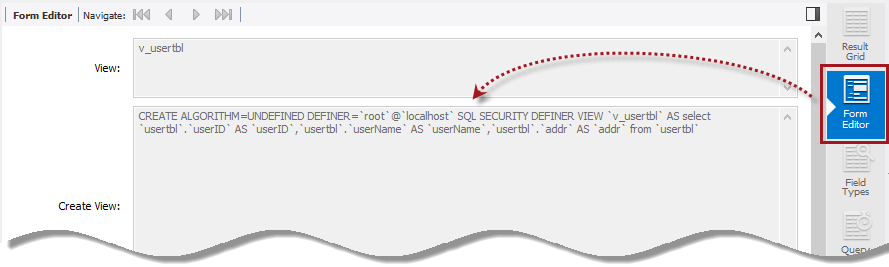 Form Editor Navigate:
View:
v_usertbl
Create View:
CREATE ALGORITHM=UNDEFINED DEFINER=`root`@`localhost` SQL SECURITY DEFINER VIEW `v_usertbl` AS select
`usertbl`.`userID` AS `userID`,`usertbl`.`userName` AS `userName`,`usertbl`.`addr` AS `addr` from `usertbl`
Result
Grid
Form
Editor
Field
Types
Query